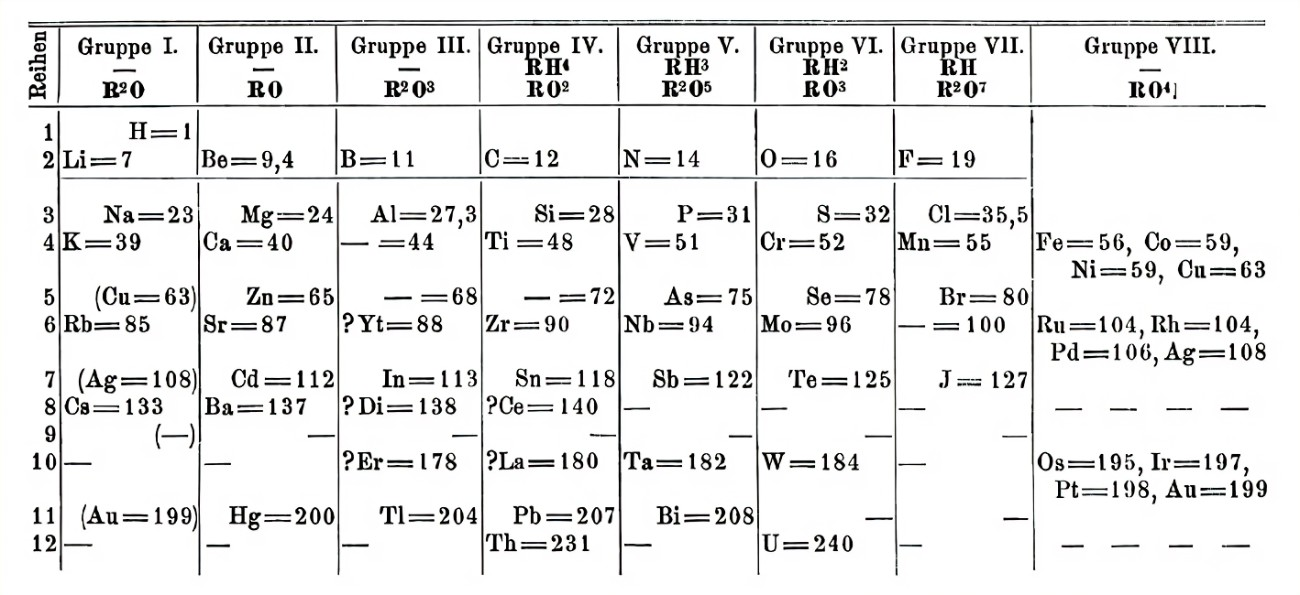 Reihen Gruppe I. Gruppe II. Gruppe III. Gruppe IV. Gruppe V. Gruppe VI. Gruppe VII. Gruppe VIII.
— — — RH⁴ RH³ RH² RH —
R²O RO R²O³ RO² R²O⁵ RO³ R²O⁷ RO⁴]
1 H=1
2 Li=7 Be=9,4 B=11 C=12 N=14 O=16 F=19
3 Na=23 Mg=24 Al=27,3 Si=28 P=31 S=32 Cl=35,5
4 K=39 Ca=40 — =44 Ti=48 V=51 Cr=52 Mn=55 Fe=56, Co=59,
Ni=59, Cu=63
5 (Cu=63) Zn=65 — =68 — =72 As=75 Se=78 Br=80
6 Rb=85 Sr=87 ?Yt=88 Zr=90 Nb=94 Mo=96 — =100 Ru=104, Rh=104,
Pd=106, Ag=108
7 (Ag=108) Cd=112 In=113 Sn=118 Sb=122 Te=125 J=127
8 Cs=133 Ba=137 ?Di=138 ?Ce=140 — — — — — — —
9 (—) — — — — — —
10 — — ?Er=178 ?La=180 Ta=182 W=184 — Os=195, Ir=197,
Pt=198, Au=199
11 (Au=199) Hg=200 Tl=204 Pb=207 Bi=208 — —
12 — — — Th=231 — U=240 — — — — —